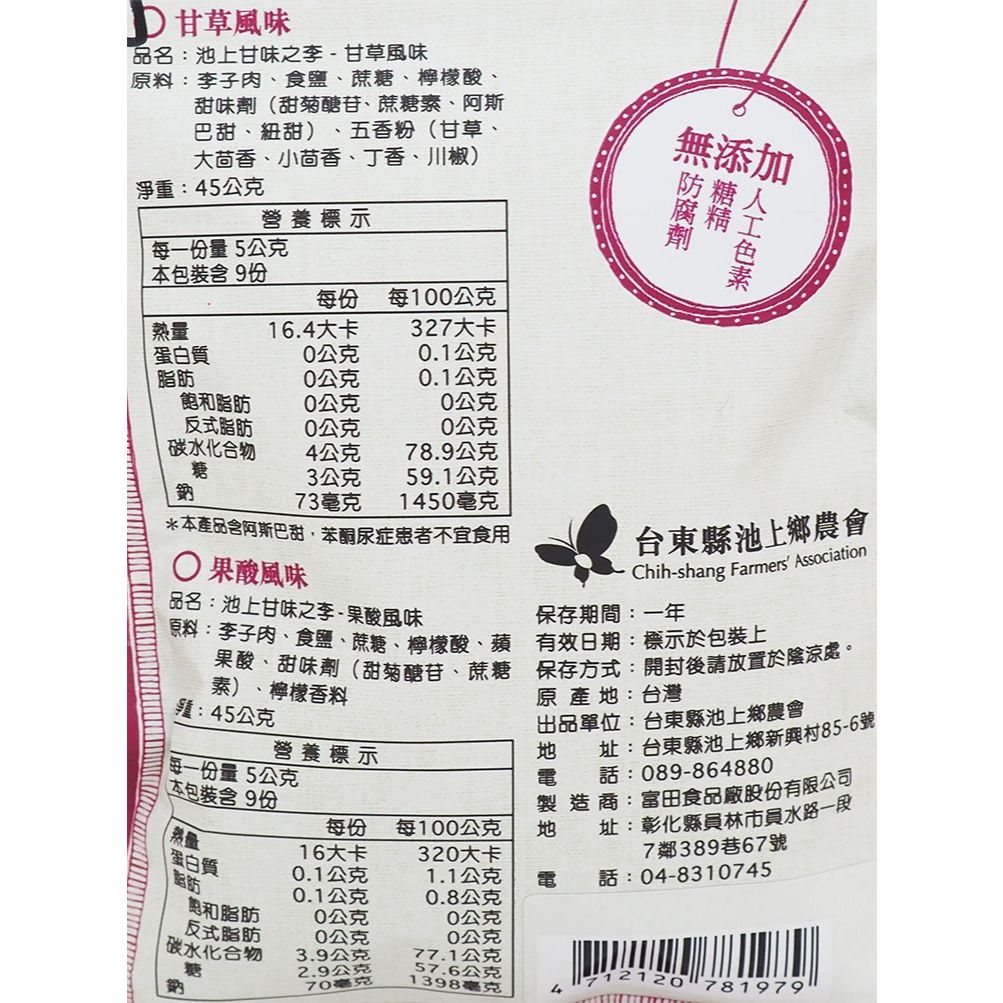 甘草風味
品名：池上甘味之李 - 甘草風味
原料：李子肉、食鹽、蔗糖、檸檬酸、
甜味劑（甜菊醣苷、蔗糖素、阿斯
巴甜、紐甜）、五香粉（甘草、
大茴香、小茴香、丁香、川椒）
淨重：45公克
營養標示
每一份量 5公克
本包裝含 9份
每份 每100公克
熱量 16.4大卡 327大卡
蛋白質 0公克 0.1公克
脂肪 0公克 0.1公克
飽和脂肪 0公克 0公克
反式脂肪 0公克 0公克
碳水化合物 4公克 78.9公克
糖 3公克 59.1公克
鈉 73毫克 1450毫克
＊本產品含阿斯巴甜，苯酮尿症患者不宜食用
果酸風味
品名：池上甘味之李-果酸風味
原料：李子肉、食鹽、蔗糖、檸檬酸、蘋
果酸、甜味劑（甜菊醣苷、蔗糖
素）、檸檬香料
淨重：45公克
營養標示
每一份量 5公克
本包裝含 9份
每份 每100公克
熱量 16大卡 320大卡
蛋白質 0.1公克 1.1公克
脂肪 0.1公克 0.8公克
飽和脂肪 0公克 0公克
反式脂肪 0公克 0公克
碳水化合物 3.9公克 77.1公克
糖 2.9公克 57.6公克
鈉 70毫克 1398毫克
無添加
人工色素
糖精
防腐劑
台東縣池上鄉農會
Chih-shang Farmers' Association
保存期間：一年
有效日期：標示於包裝上
保存方式：開封後請放置於陰涼處。
原產地：台灣
出品單位：台東縣池上鄉農會
地址：台東縣池上鄉新興村85-6號
電話：089-864880
製造商：富田食品廠股份有限公司
地址：彰化縣員林市員水路一段
7鄰389巷67號
電話：04-8310745
4 712120 781979